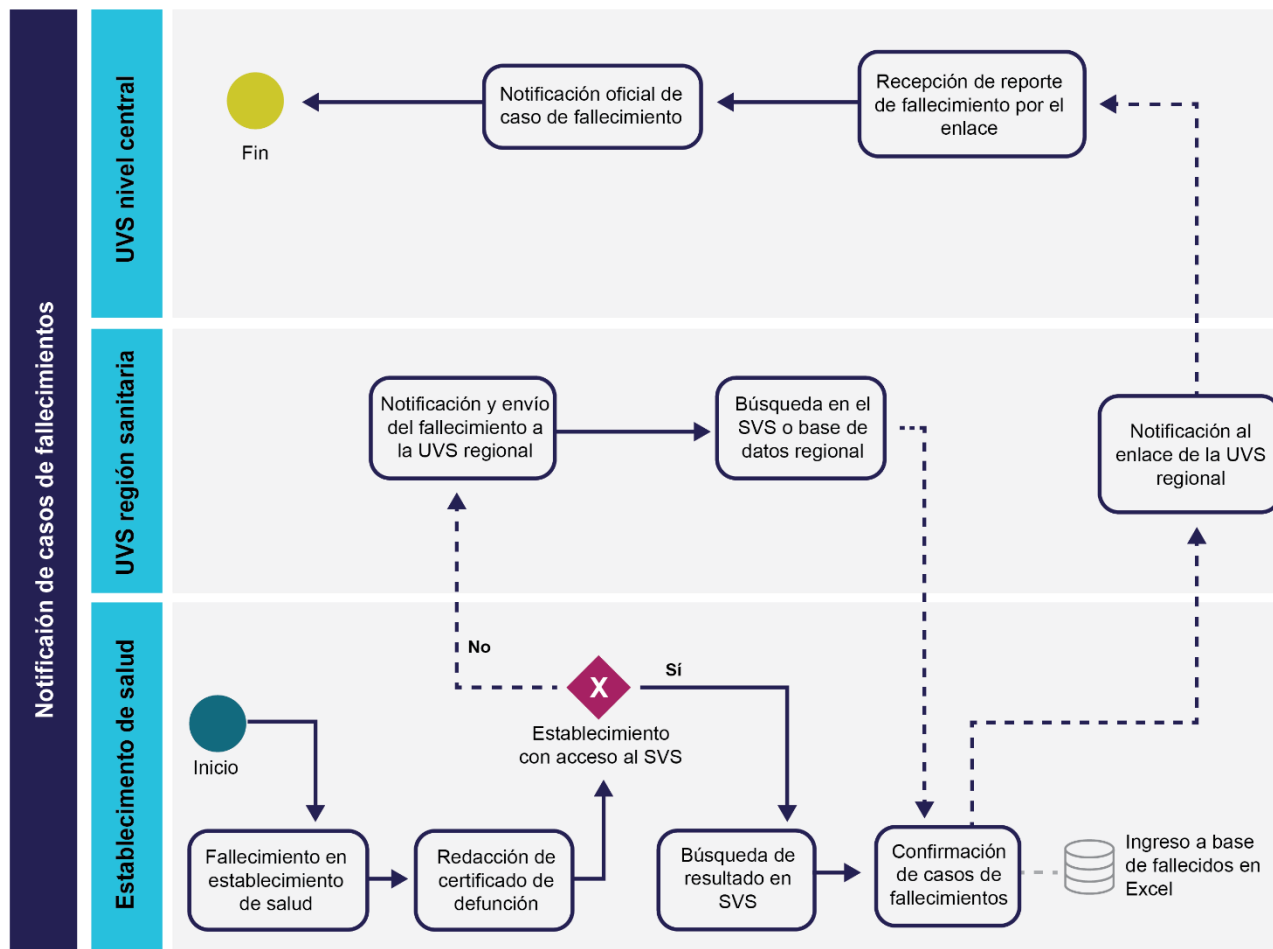 Notificaión de casos de fallecimientos
UVS nivel central
Fin
Notificación oficial de
caso de fallecimiento
Recepción de reporte
de fallecimiento por el
enlace
UVS región sanitaria
Notificación y envío
del fallecimiento a
la UVS regional
Búsqueda en el
SVS o base de
datos regional
Notificación al
enlace de la UVS
regional
Establecimento de salud
Inicio
No
X
Sí
Establecimiento
con acceso al SVS
Fallecimiento en
establecimiento
de salud
Redacción de
certificado de
defunción
Búsqueda de
resultado en
SVS
Confirmación
de casos de
fallecimientos
Ingreso a base
de fallecidos en
Excel